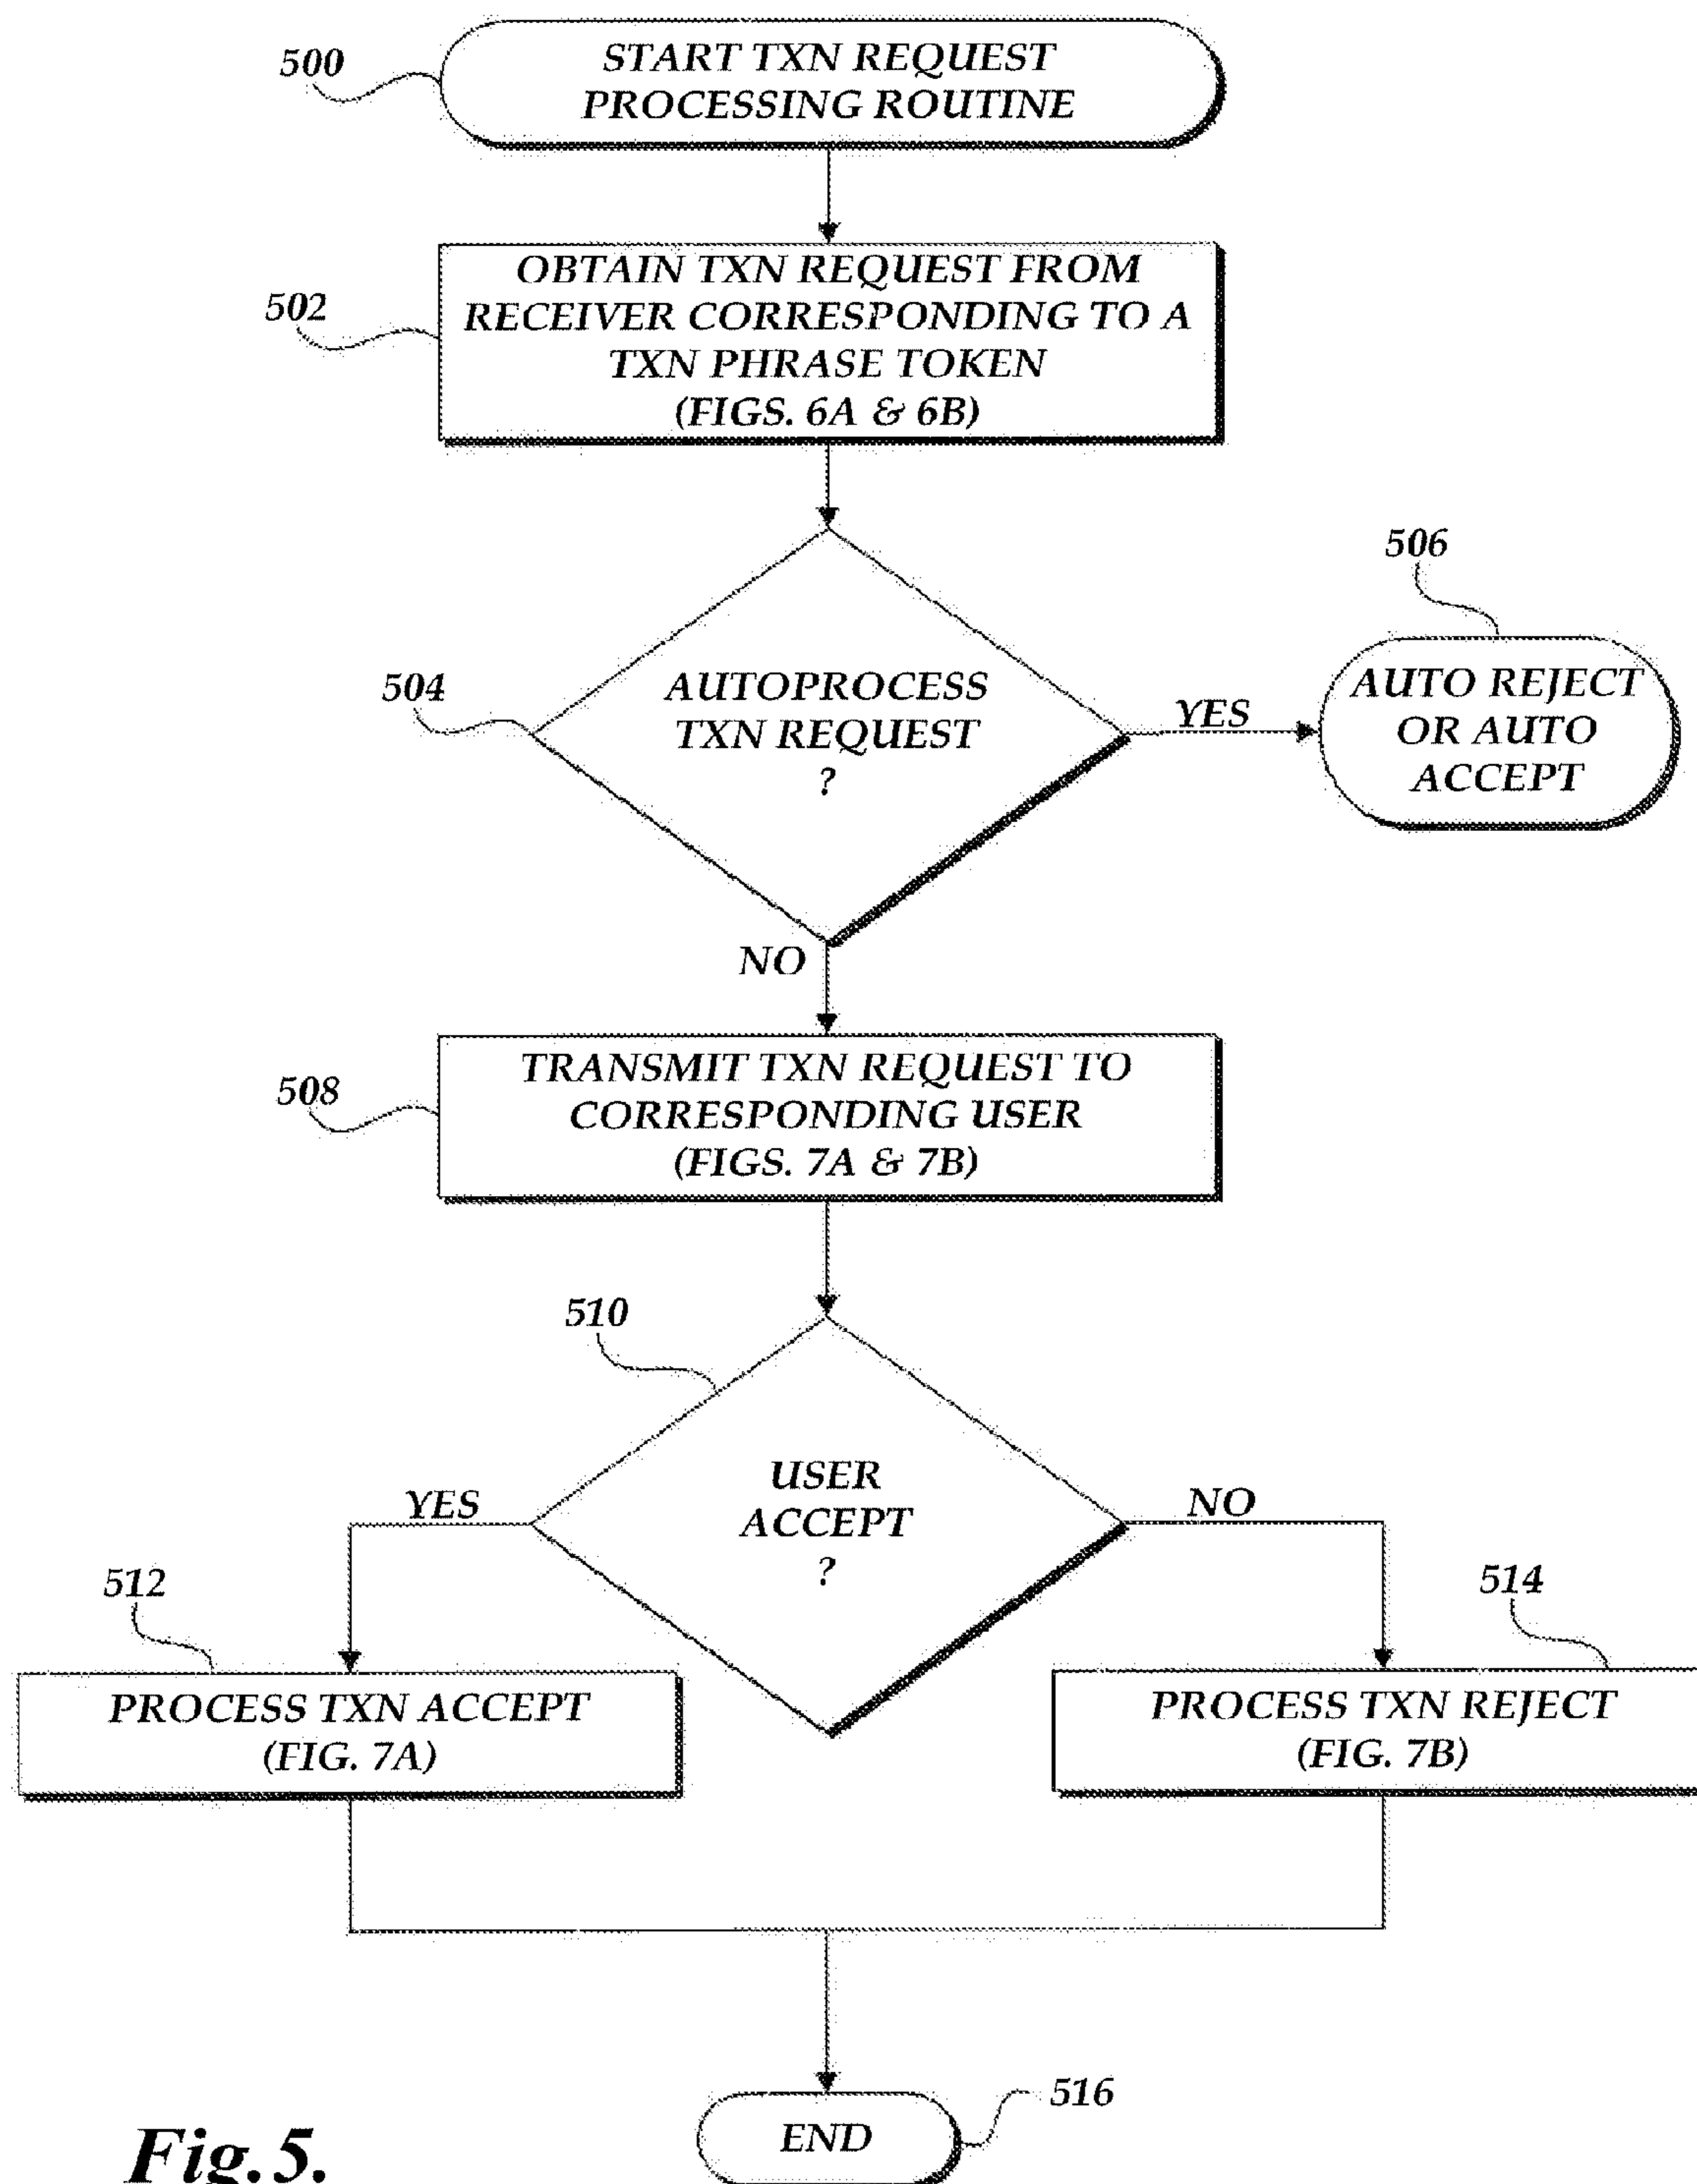 500
START TXN REQUEST
PROCESSING ROUTINE
502
OBTAIN TXN REQUEST FROM
RECEIVER CORRESPONDING TO A
TXN PHRASE TOKEN
(FIGS. 6A & 6B)
504
AUTOPROCESS
TXN REQUEST
?
YES
506
AUTO REJECT
OR AUTO
ACCEPT
NO
508
TRANSMIT TXN REQUEST TO
CORRESPONDING USER
(FIGS. 7A & 7B)
510
USER
ACCEPT
?
YES
NO
512
PROCESS TXN ACCEPT
(FIG. 7A)
514
PROCESS TXN REJECT
(FIG. 7B)
516
END
Fig.5.